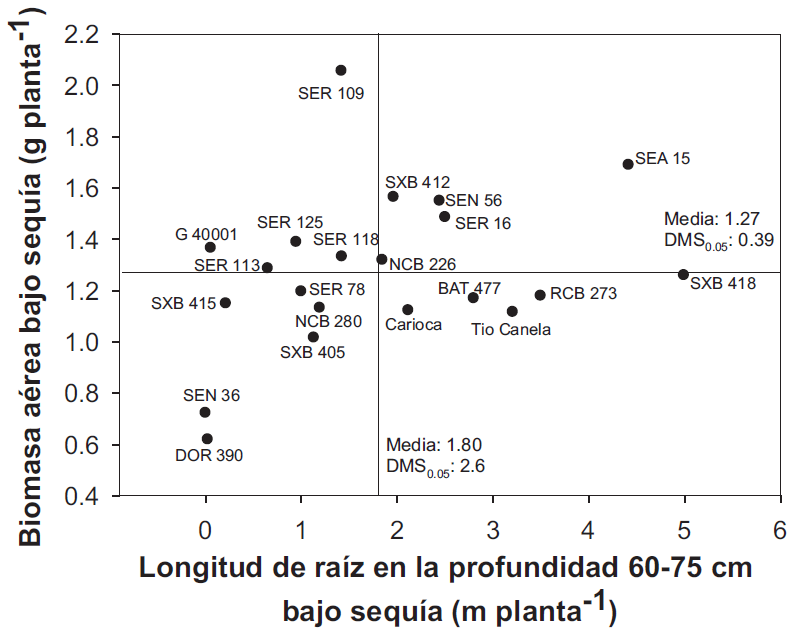 Biomasa aérea bajo sequía (g planta-1)
2.2
2.0
1.8
1.6
1.4
1.2
1.0
0.8
0.6
0.4
SER 109
SEA 15
SXB 412
SEN 56
SER 16
SER 125
G 40001
SER 118
SER 113
NCB 226
Media: 1.27
DMS0.05: 0.39
SXB 418
SXB 415
SER 78
BAT 477
RCB 273
NCB 280
Carioca
Tio Canela
SXB 405
SEN 36
DOR 390
Media: 1.80
DMS0.05: 2.6
0 1 2 3 4 5 6
Longitud de raíz en la profundidad 60-75 cm
bajo sequía (m planta-1)